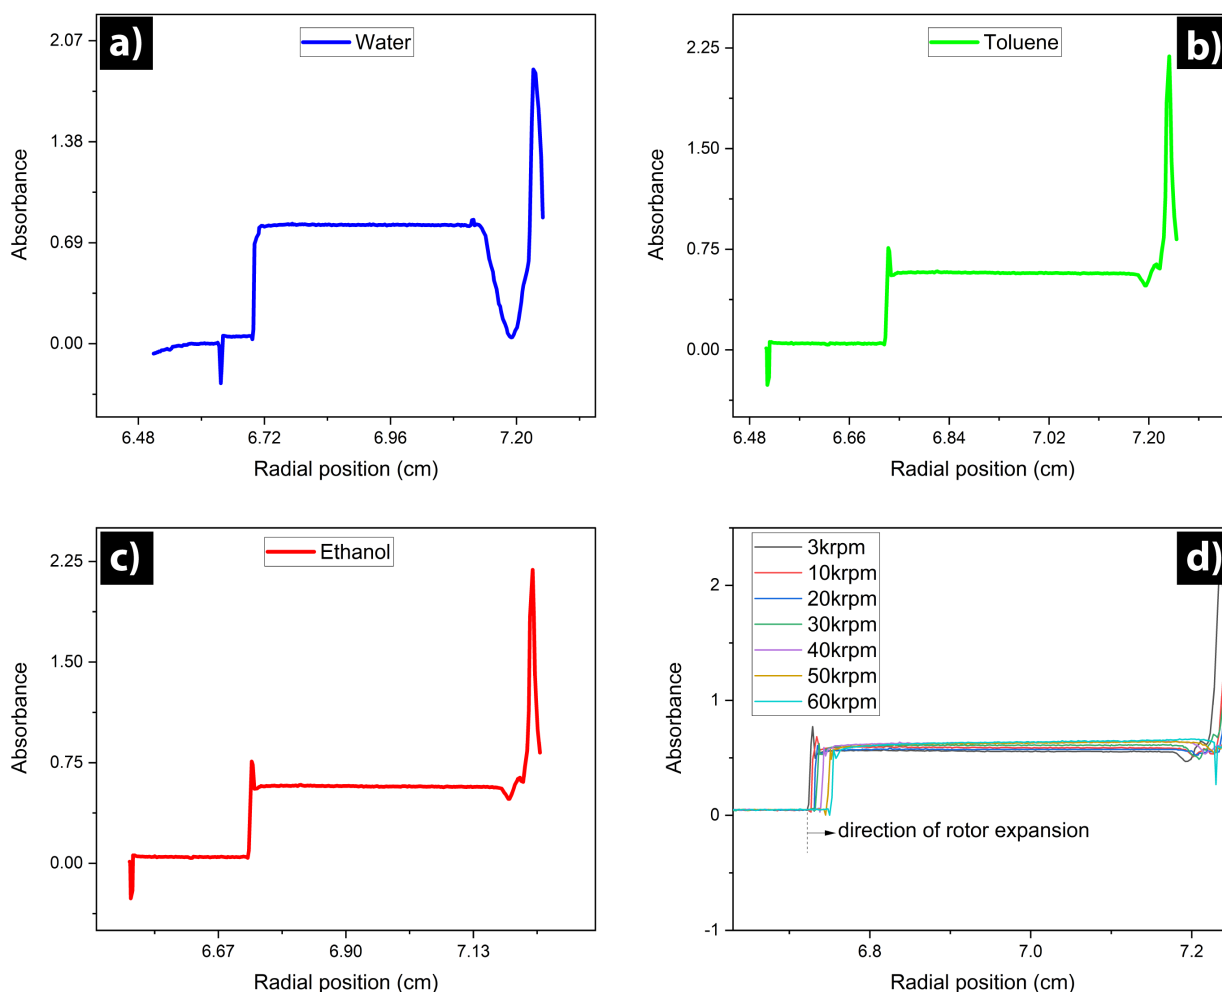 a)
Water
2.07
1.38
0.69
0.00
Absorbance
6.48 6.72 6.96 7.20
Radial position (cm)
b)
Toluene
2.25
1.50
0.75
0.00
Absorbance
6.48 6.66 6.84 7.02 7.20
Radial position (cm)
c)
Ethanol
2.25
1.50
0.75
0.00
Absorbance
6.67 6.90 7.13
Radial position (cm)
d)
3krpm
10krpm
20krpm
30krpm
40krpm
50krpm
60krpm
2
1
0
-1
Absorbance
direction of rotor expansion
6.8 7.0 7.2
Radial position (cm)